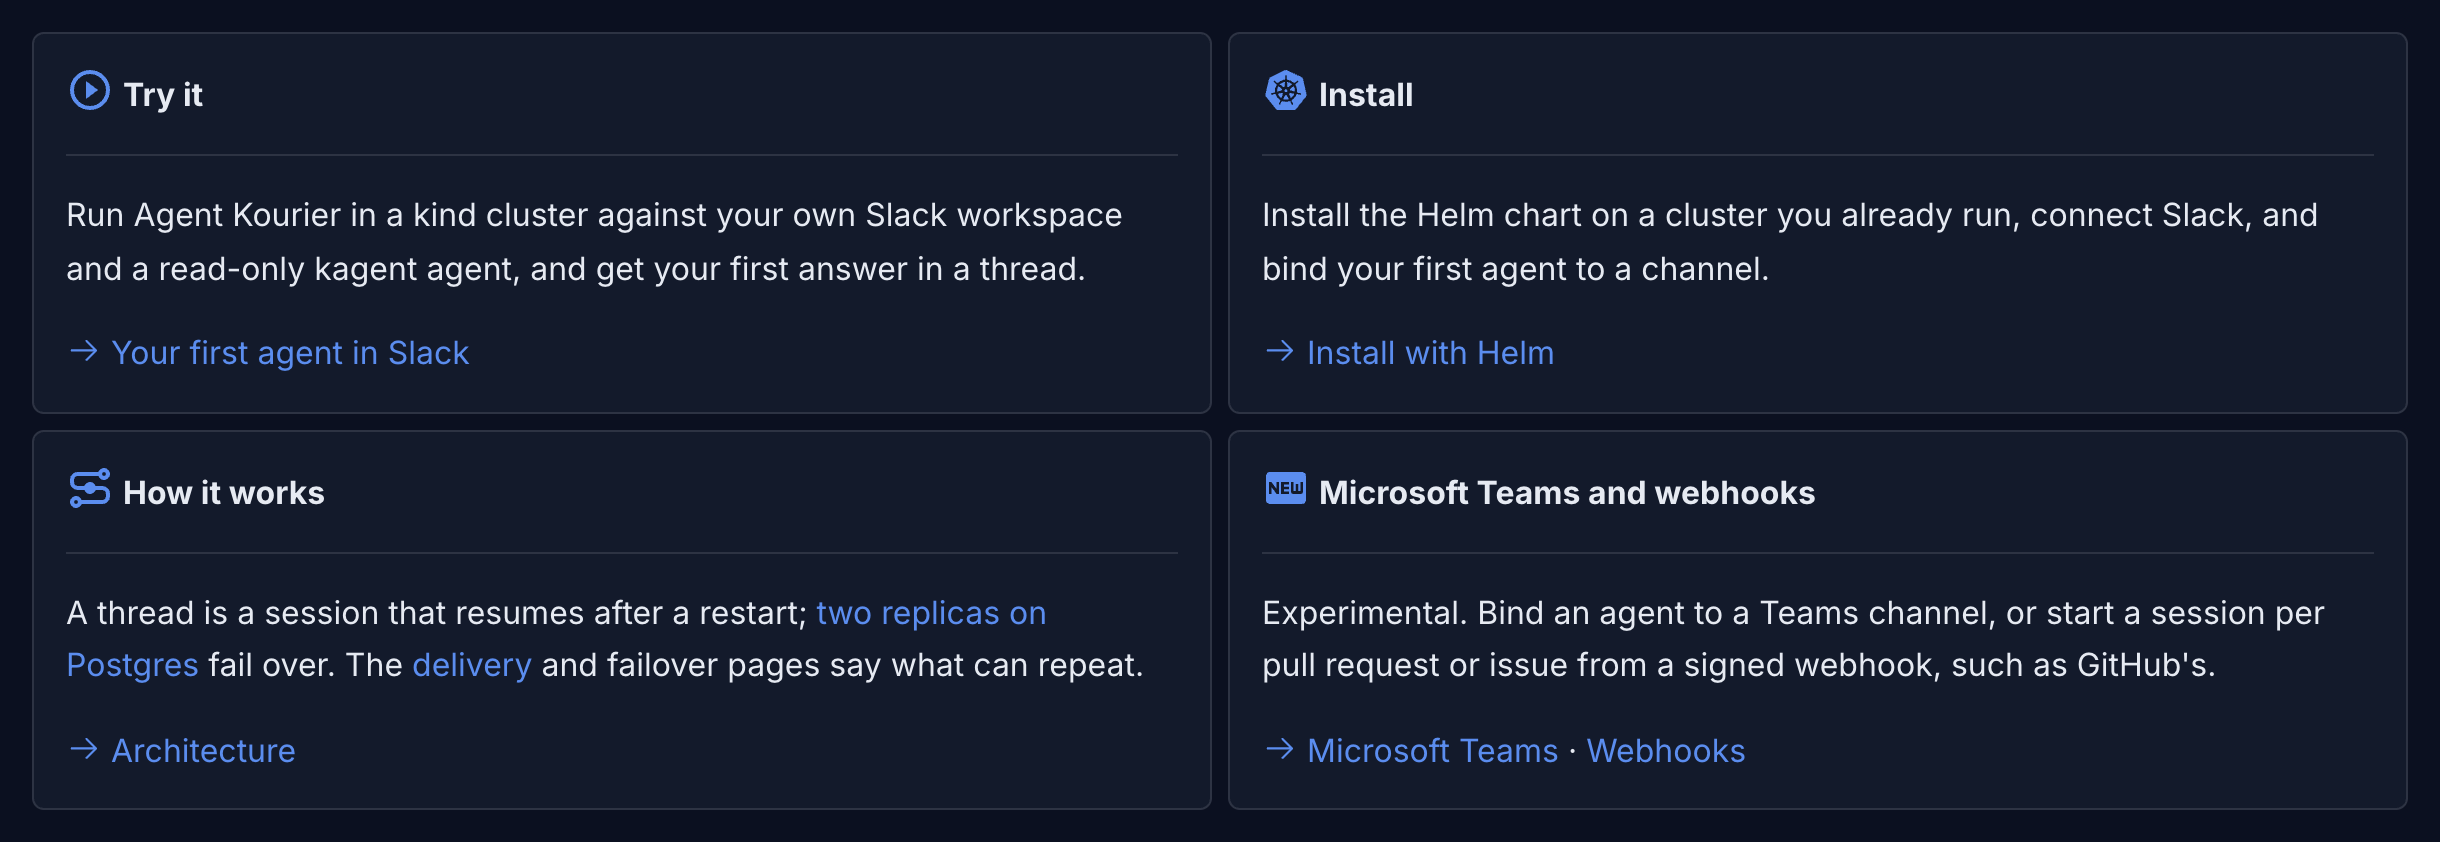 Try it
Run Agent Kourier in a kind cluster against your own Slack workspace
and a read-only kagent agent, and get your first answer in a thread.
→ Your first agent in Slack
Install
Install the Helm chart on a cluster you already run, connect Slack, and
bind your first agent to a channel.
→ Install with Helm
How it works
A thread is a session that resumes after a restart; two replicas on
Postgres fail over. The delivery and failover pages say what can repeat.
→ Architecture
NEW Microsoft Teams and webhooks
Experimental. Bind an agent to a Teams channel, or start a session per
pull request or issue from a signed webhook, such as GitHub's.
→ Microsoft Teams · Webhooks